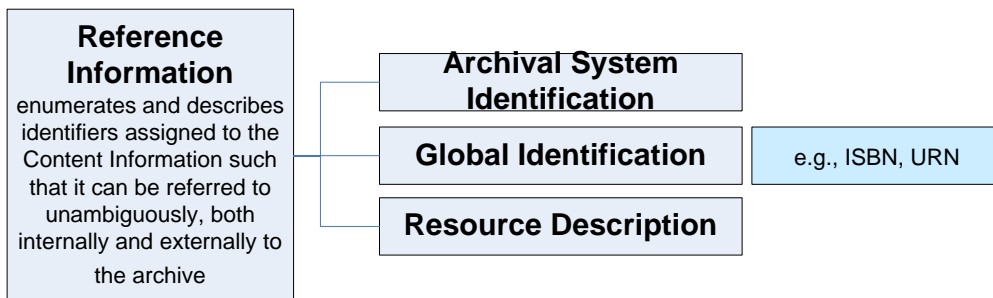 Reference
Information
enumerates and describes
identifiers assigned to the
Content Information such
that it can be referred to
unambiguously, both
internally and externally to
the archive
Archival System
Identification
Global Identification
e.g., ISBN, URN
Resource Description